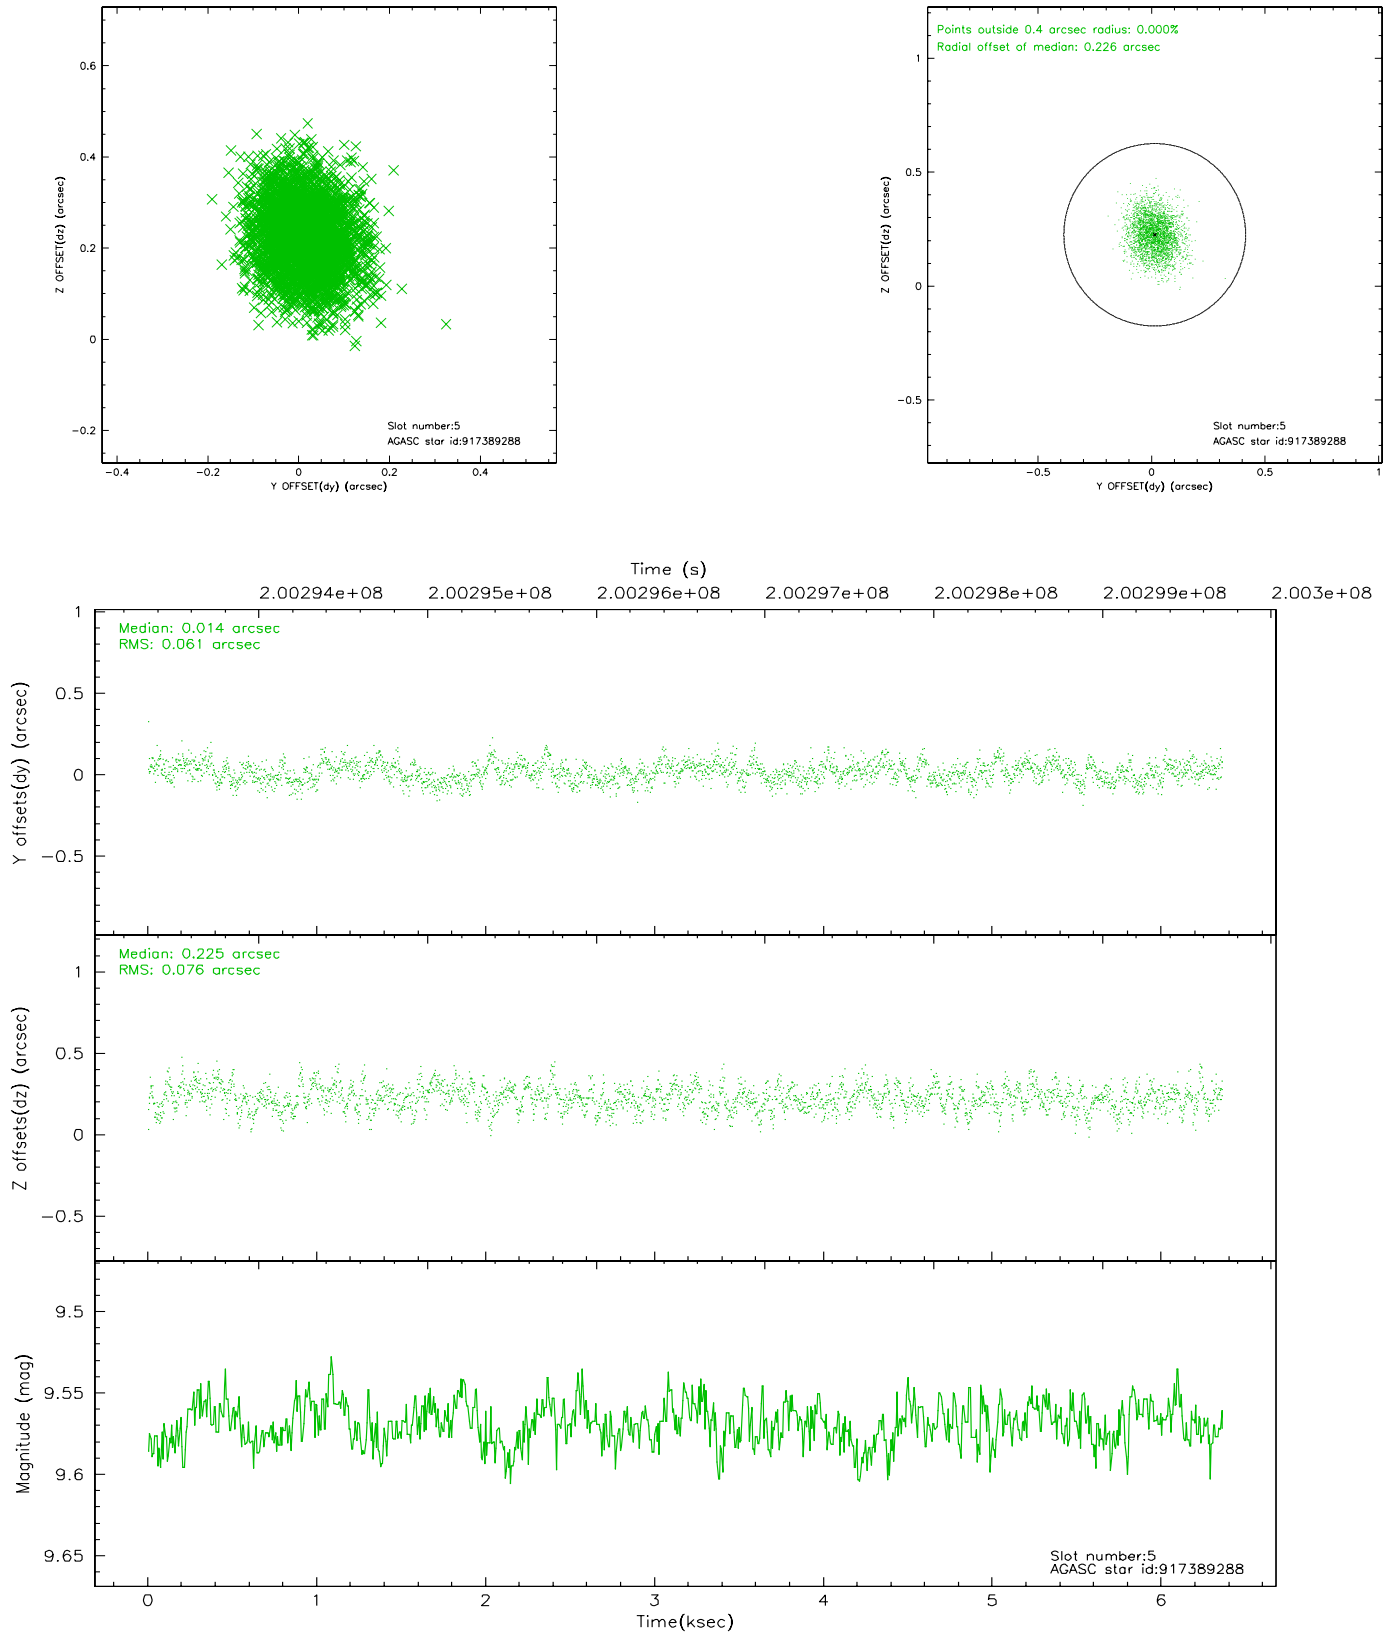 0.6
0.4
0.2
0
−0.2
Z OFFSET(dz) (arcsec)
−0.4 −0.2 0 0.2 0.4
Y OFFSET(dy) (arcsec)
Slot number:5
AGASC star id:917389288
Points outside 0.4 arcsec radius: 0.000%
Radial offset of median: 0.226 arcsec
1
0.5
0
−0.5
Z OFFSET(dz) (arcsec)
−0.5 0 0.5 1
Y OFFSET(dy) (arcsec)
Slot number:5
AGASC star id:917389288
Time (s)
2.00294e+08 2.00295e+08 2.00296e+08 2.00297e+08 2.00298e+08 2.00299e+08 2.003e+08
Median: 0.014 arcsec
RMS: 0.061 arcsec
1
0.5
0
−0.5
Y offsets(dy) (arcsec)
Median: 0.225 arcsec
RMS: 0.076 arcsec
1
0.5
0
−0.5
Z offsets(dz) (arcsec)
9.5
9.55
9.6
9.65
Magnitude (mag)
Slot number:5
AGASC star id:917389288
0 1 2 3 4 5 6
Time(ksec)